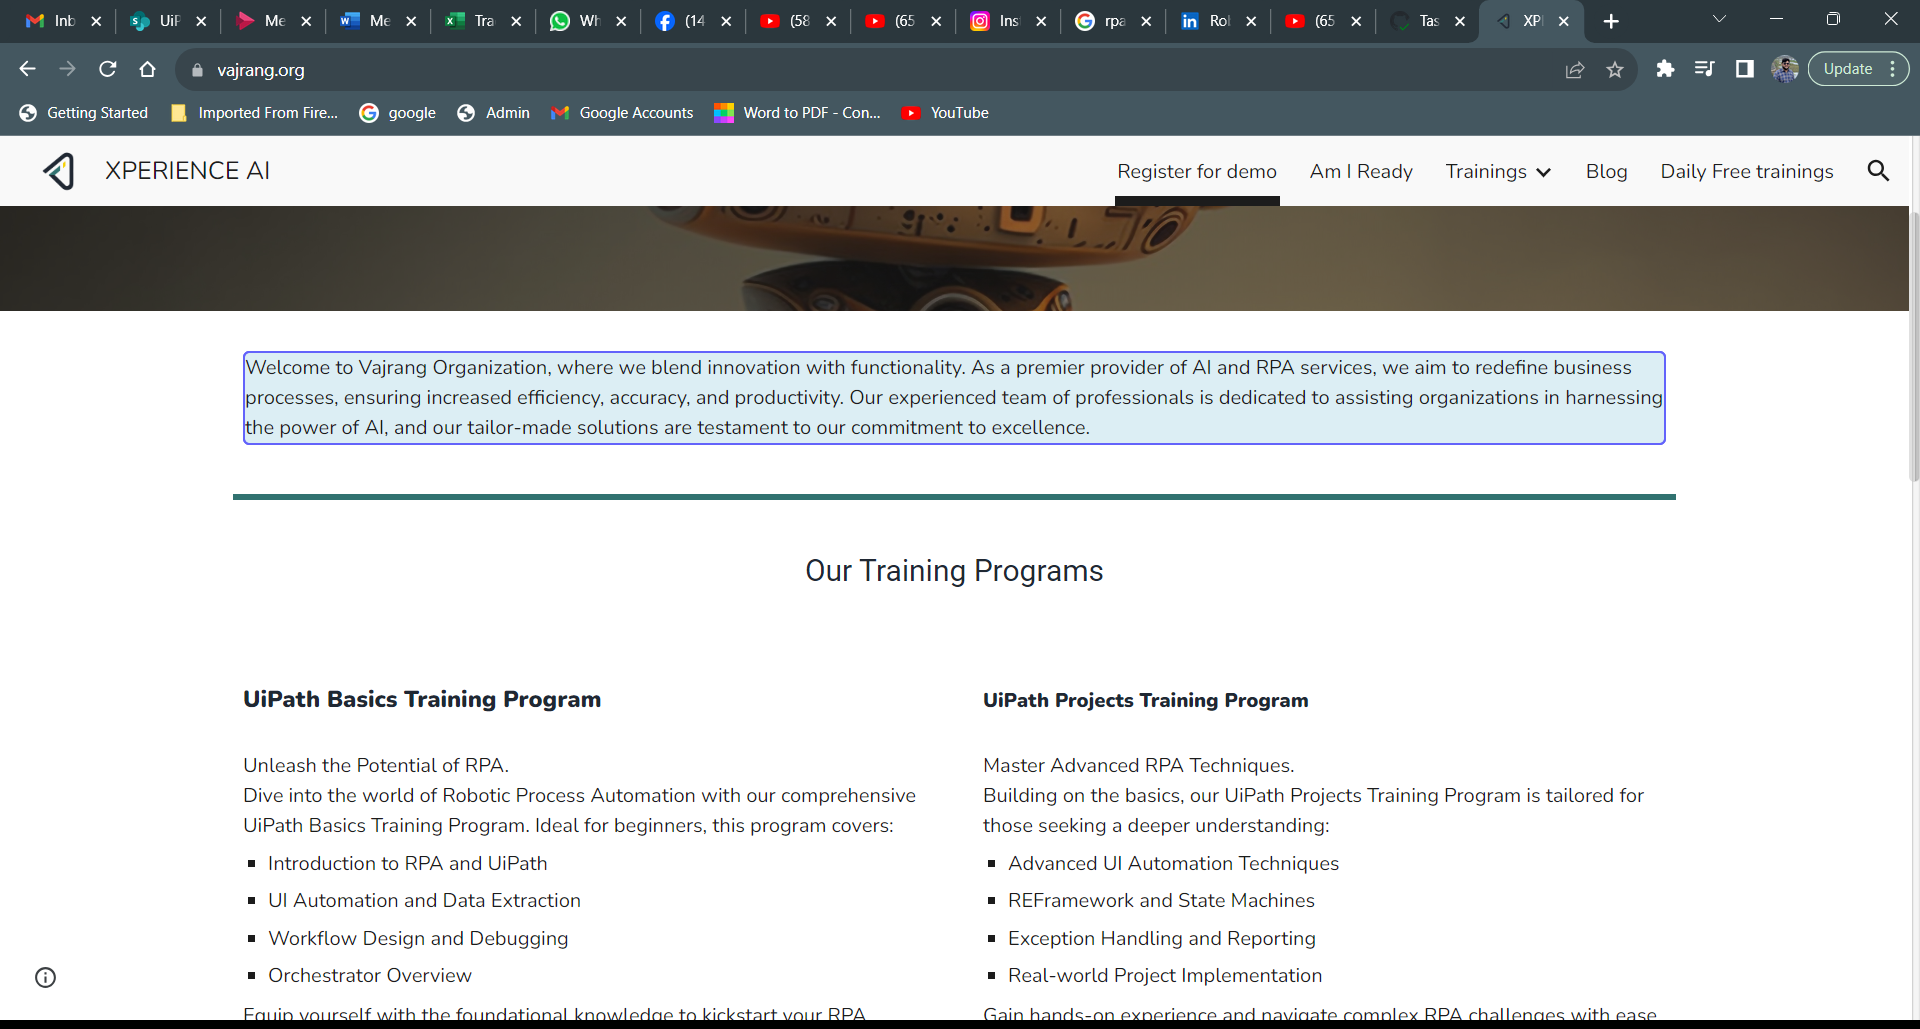 Inb
UiP
Me
Me
Tra
Wh
(14
(58
(65
Ins
rpa
Rol
(65
Tas
XPI
vajrang.org
Update
Getting Started
Imported From Fire...
google
Admin
Google Accounts
Word to PDF - Con...
YouTube
XPERIENCE AI
Register for demo
Am I Ready
Trainings
Blog
Daily Free trainings
Welcome to Vajrang Organization, where we blend innovation with functionality. As a premier provider of AI and RPA services, we aim to redefine business
processes, ensuring increased efficiency, accuracy, and productivity. Our experienced team of professionals is dedicated to assisting organizations in harnessing
the power of AI, and our tailor-made solutions are testament to our commitment to excellence.
Our Training Programs
UiPath Basics Training Program
Unleash the Potential of RPA.
Dive into the world of Robotic Process Automation with our comprehensive
UiPath Basics Training Program. Ideal for beginners, this program covers:
Introduction to RPA and UiPath
UI Automation and Data Extraction
Workflow Design and Debugging
Orchestrator Overview
Equip yourself with the foundational knowledge to kickstart your RPA
UiPath Projects Training Program
Master Advanced RPA Techniques.
Building on the basics, our UiPath Projects Training Program is tailored for
those seeking a deeper understanding:
Advanced UI Automation Techniques
REFramework and State Machines
Exception Handling and Reporting
Real-world Project Implementation
Gain hands-on experience and navigate complex RPA challenges with ease